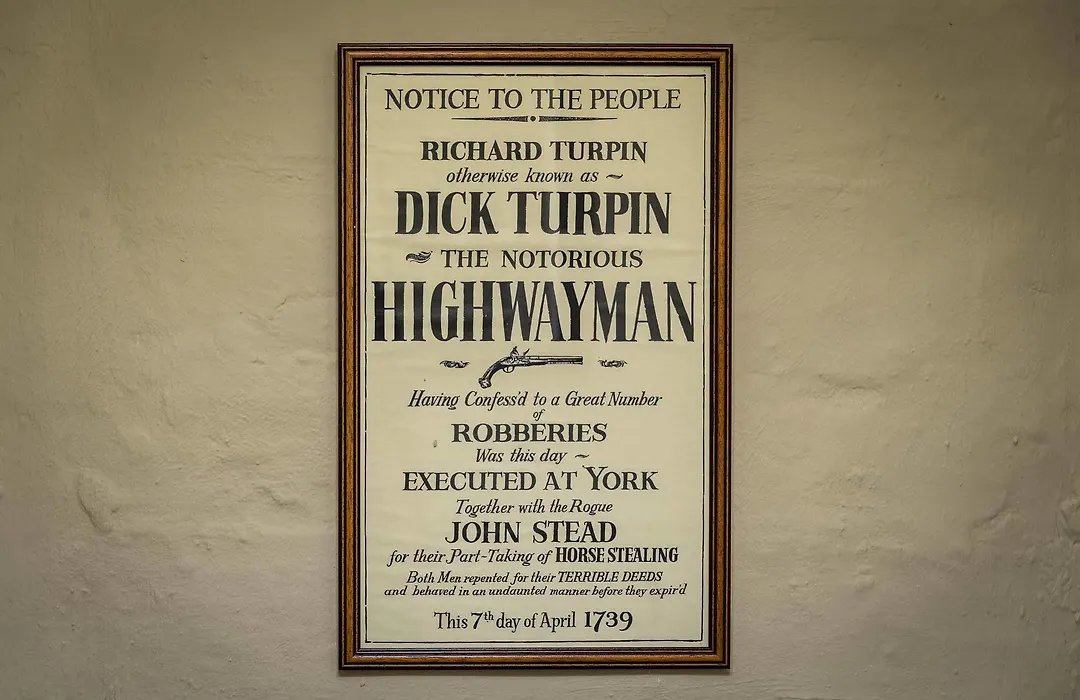 NOTICE TO THE PEOPLE
RICHARD TURPIN
otherwise known as ~
DICK TURPIN
THE NOTORIOUS
HIGHWAYMAN
Having Confess'd to a Great Number
of
ROBBERIES
Was this day ~
EXECUTED AT YORK
Together with the Rogue
JOHN STEAD
for their Part-Taking of HORSE STEALING
Both Men repented for their TERRIBLE DEEDS
and behaved in an undaunted manner before they expir'd
This 7th day of April 1739